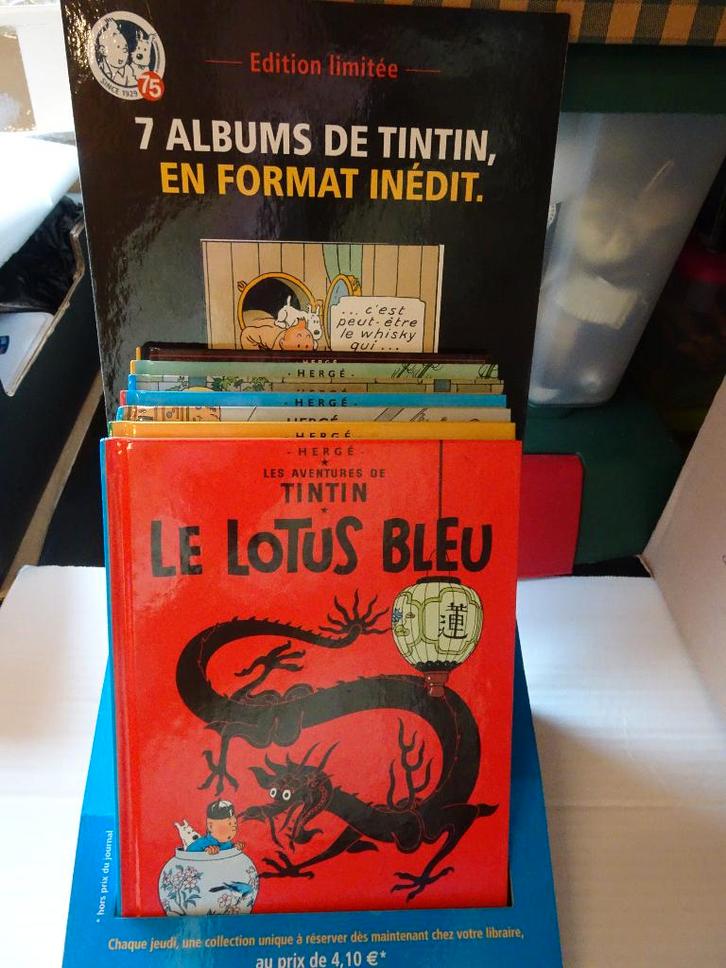 SINCE 1929
75
Edition limitée
7 ALBUMS DE TINTIN,
EN FORMAT INÉDIT.
... c'est
peut-être
le whisky
qui ...
HERGÉ
- HERGÉ -
HERGÉ
HERGÉ
HERGÉ
- HERGÉ -
- HERGÉ -
LES AVENTURES DE
TINTIN
LE LOTUS BLEU
蓮
* hors prix du journal
Chaque jeudi, une collection unique à réserver dès maintenant chez votre libraire,
au prix de 4,10 €*